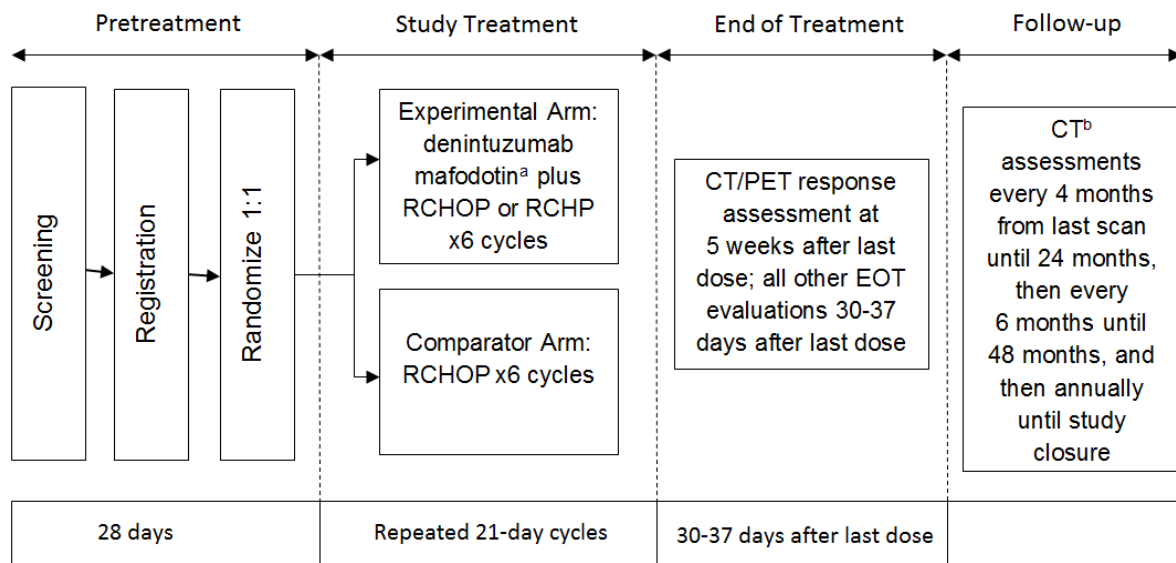 Pretreatment
Study Treatment
End of Treatment
Follow-up
Screening
Registration
Randomize 1:1
Experimental Arm:
denintuzumab
mafodotinᵃ plus
RCHOP or RCHP
x6 cycles
Comparator Arm:
RCHOP x6 cycles
CT/PET response
assessment at
5 weeks after last
dose; all other EOT
evaluations 30-37
days after last dose
CTᵇ
assessments
every 4 months
from last scan
until 24 months,
then every
6 months until
48 months, and
then annually
until study
closure
28 days
Repeated 21-day cycles
30-37 days after last dose